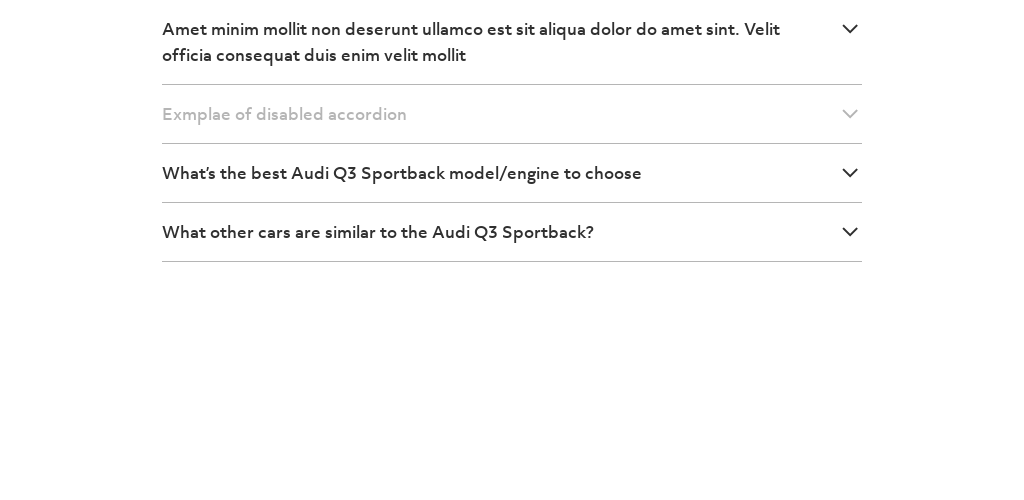 Amet minim mollit non deserunt ullamco est sit aliqua dolor do amet sint. Velit
officia consequat duis enim velit mollit
Exmplae of disabled accordion
What's the best Audi Q3 Sportback model/engine to choose
What other cars are similar to the Audi Q3 Sportback?